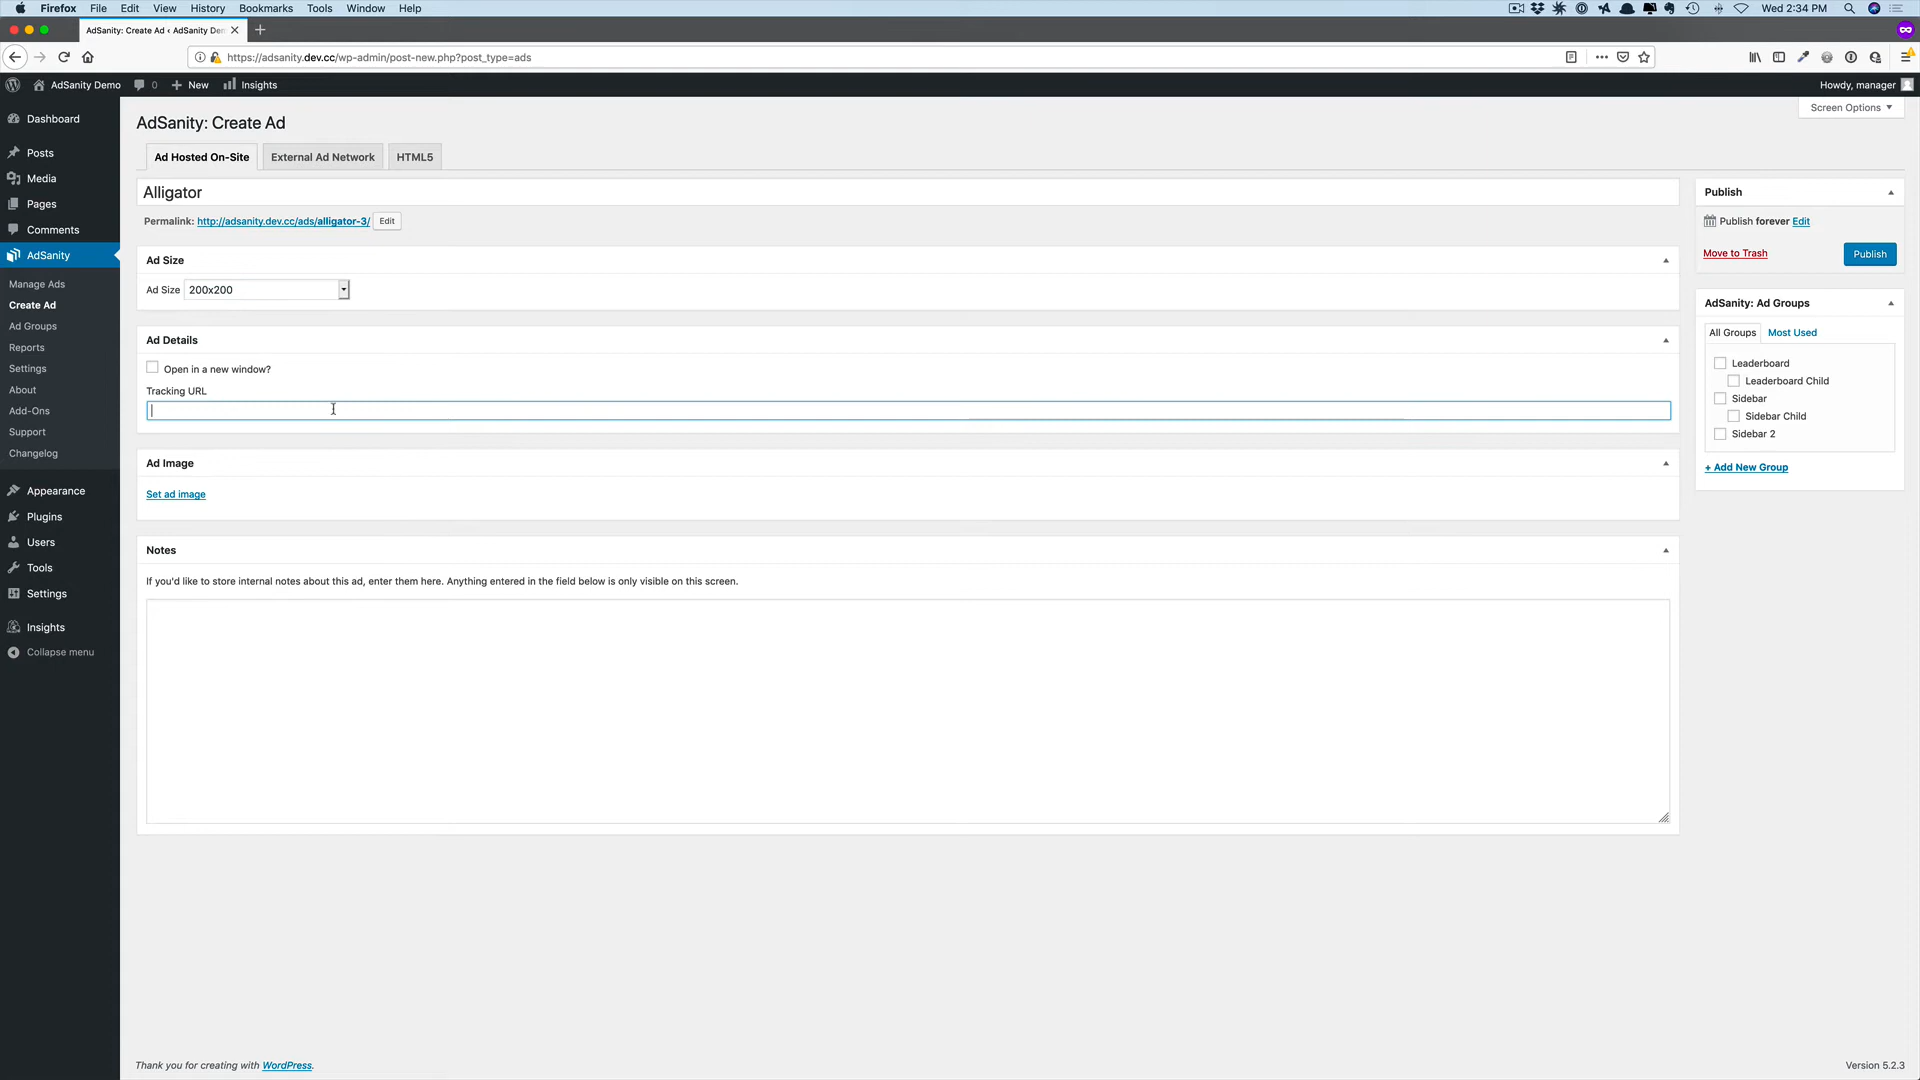 Firefox File Edit View History Bookmarks Tools Window Help Wed 2:34 PM
AdSanity: Create Ad ‹ AdSanity Dem
https://adsanity.dev.cc/wp-admin/post-new.php?post_type=ads
AdSanity Demo 0 New Insights Howdy, manager
Screen Options
Dashboard
Posts
Media
Pages
Comments
AdSanity
Manage Ads
Create Ad
Ad Groups
Reports
Settings
About
Add-Ons
Support
Changelog
Appearance
Plugins
Users
Tools
Settings
Insights
Collapse menu
AdSanity: Create Ad
Ad Hosted On-Site External Ad Network HTML5
Alligator
Permalink: http://adsanity.dev.cc/ads/alligator-3/ Edit
Ad Size
Ad Size 200x200
Ad Details
Open in a new window?
Tracking URL
Ad Image
Set ad image
Notes
If you'd like to store internal notes about this ad, enter them here. Anything entered in the field below is only visible on this screen.
Publish
Publish forever Edit
Move to Trash Publish
AdSanity: Ad Groups
All Groups Most Used
Leaderboard
Leaderboard Child
Sidebar
Sidebar Child
Sidebar 2
+ Add New Group
Thank you for creating with WordPress. Version 5.2.3